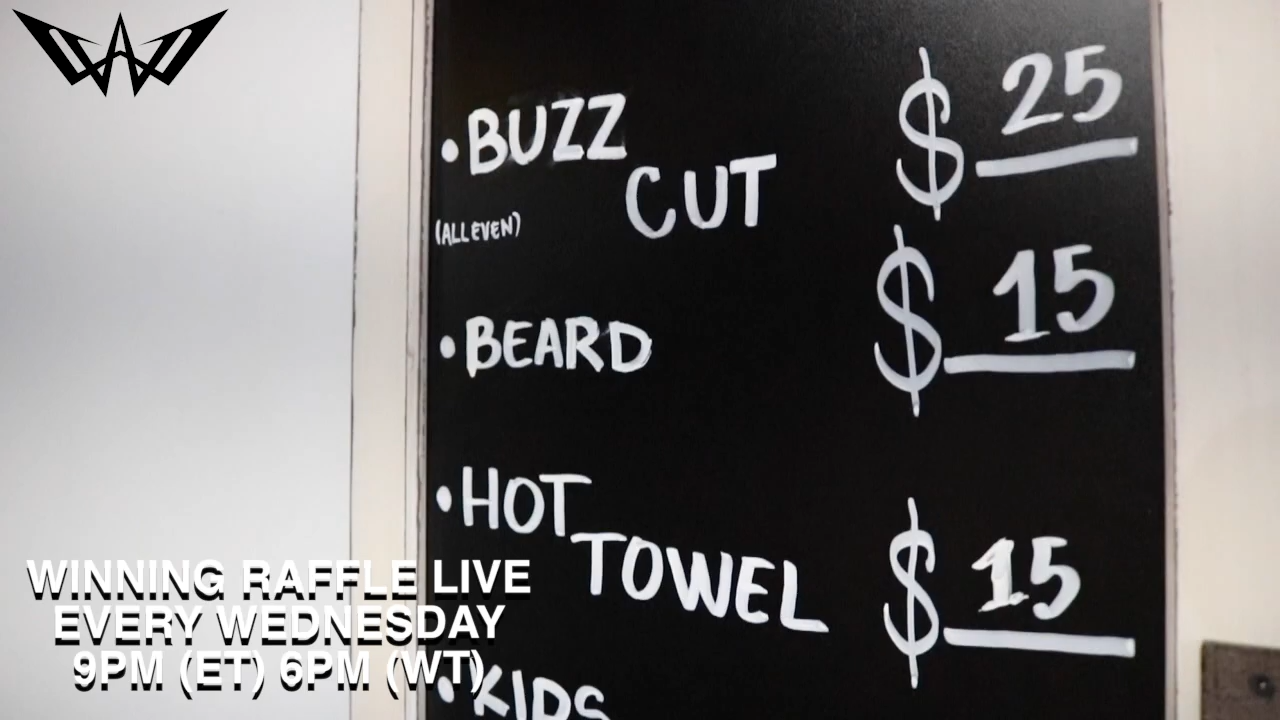 • BUZZ CUT $ 25
(ALL EVEN)
• BEARD $ 15
• HOT TOWEL $ 15
• KIDS
WINNING RAFFLE LIVE
EVERY WEDNESDAY
9PM (ET) 6PM (WT)